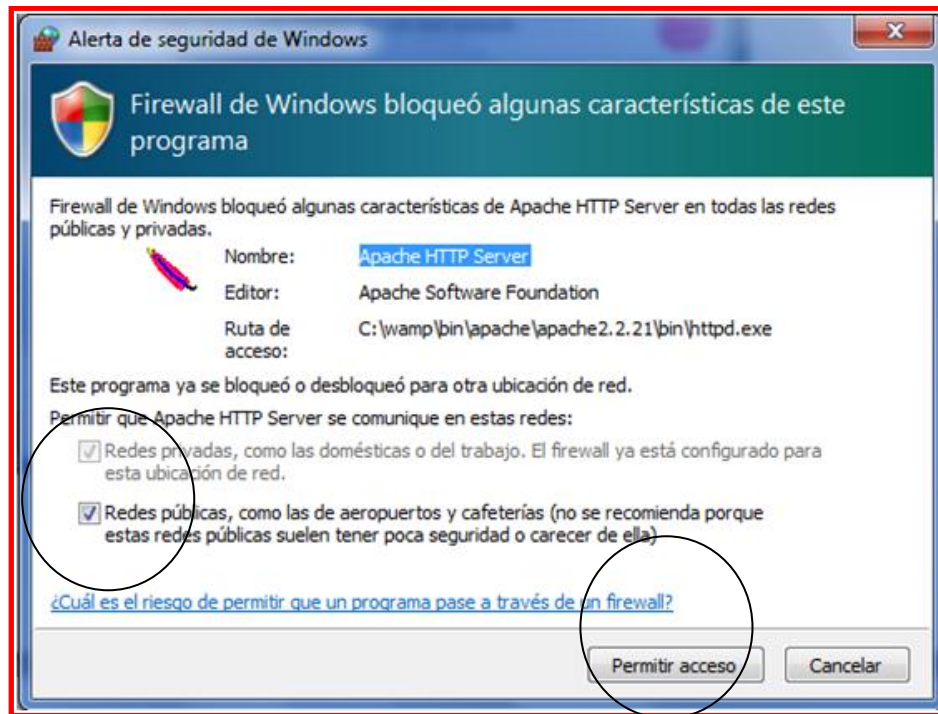 Alerta de seguridad de Windows
Firewall de Windows bloqueó algunas características de este
programa
Firewall de Windows bloqueó algunas características de Apache HTTP Server en todas las redes
públicas y privadas.
Nombre: Apache HTTP Server
Editor: Apache Software Foundation
Ruta de C:\wamp\bin\apache\apache2.2.21\bin\httpd.exe
acceso:
Este programa ya se bloqueó o desbloqueó para otra ubicación de red.
Permitir que Apache HTTP Server se comunique en estas redes:
Redes privadas, como las domésticas o del trabajo. El firewall ya está configurado para
esta ubicación de red.
Redes públicas, como las de aeropuertos y cafeterías (no se recomienda porque
estas redes públicas suelen tener poca seguridad o carecer de ella)
¿Cuál es el riesgo de permitir que un programa pase a través de un firewall?
Permitir acceso Cancelar